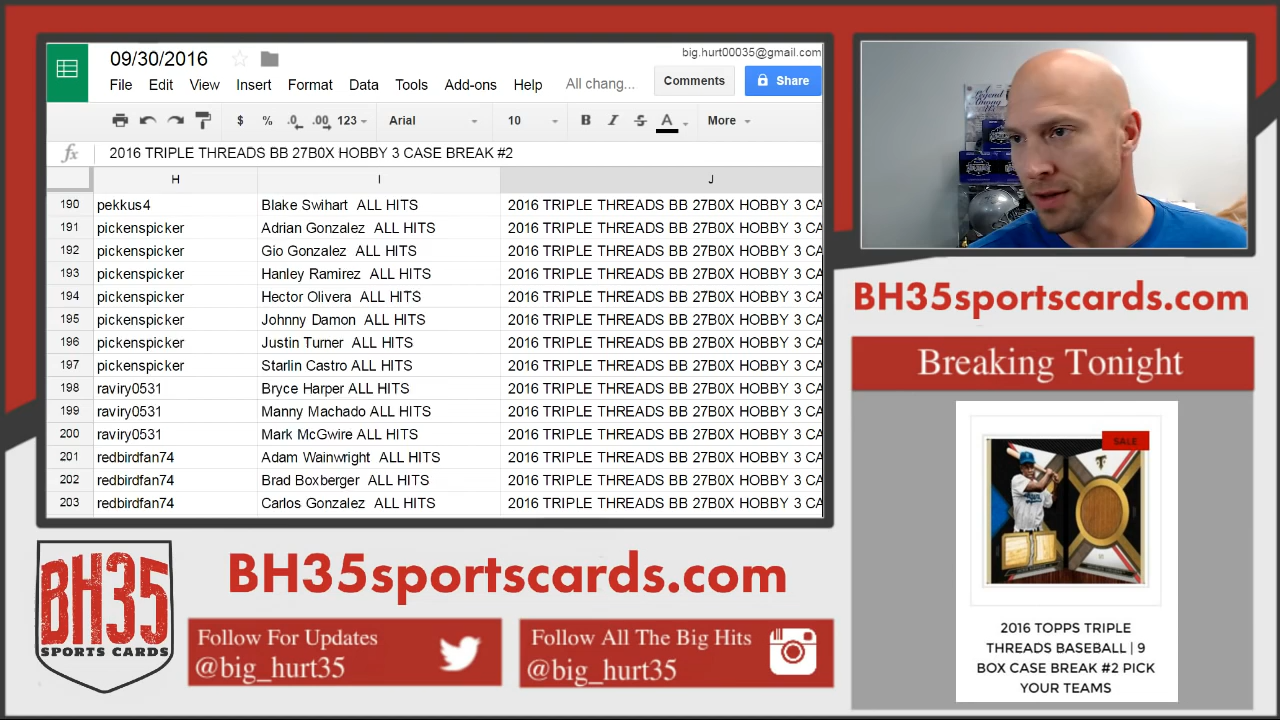 09/30/2016
big.hurt00035@gmail.com
File Edit View Insert Format Data Tools Add-ons Help All chang...
Comments
Share
$ % .0 .00 123 Arial 10 B I S A More
fx 2016 TRIPLE THREADS BB 27B0X HOBBY 3 CASE BREAK #2
H I J
190 pekkus4 Blake Swihart ALL HITS 2016 TRIPLE THREADS BB 27B0X HOBBY 3 CA
191 pickenspicker Adrian Gonzalez ALL HITS 2016 TRIPLE THREADS BB 27B0X HOBBY 3 CA
192 pickenspicker Gio Gonzalez ALL HITS 2016 TRIPLE THREADS BB 27B0X HOBBY 3 CA
193 pickenspicker Hanley Ramirez ALL HITS 2016 TRIPLE THREADS BB 27B0X HOBBY 3 CA
194 pickenspicker Hector Olivera ALL HITS 2016 TRIPLE THREADS BB 27B0X HOBBY 3 CA
195 pickenspicker Johnny Damon ALL HITS 2016 TRIPLE THREADS BB 27B0X HOBBY 3 CA
196 pickenspicker Justin Turner ALL HITS 2016 TRIPLE THREADS BB 27B0X HOBBY 3 CA
197 pickenspicker Starlin Castro ALL HITS 2016 TRIPLE THREADS BB 27B0X HOBBY 3 CA
198 raviry0531 Bryce Harper ALL HITS 2016 TRIPLE THREADS BB 27B0X HOBBY 3 CA
199 raviry0531 Manny Machado ALL HITS 2016 TRIPLE THREADS BB 27B0X HOBBY 3 CA
200 raviry0531 Mark McGwire ALL HITS 2016 TRIPLE THREADS BB 27B0X HOBBY 3 CA
201 redbirdfan74 Adam Wainwright ALL HITS 2016 TRIPLE THREADS BB 27B0X HOBBY 3 CA
202 redbirdfan74 Brad Boxberger ALL HITS 2016 TRIPLE THREADS BB 27B0X HOBBY 3 CA
203 redbirdfan74 Carlos Gonzalez ALL HITS 2016 TRIPLE THREADS BB 27B0X HOBBY 3 CA
BH35sportscards.com
Breaking Tonight
SALE
2016 TOPPS TRIPLE
THREADS BASEBALL | 9
BOX CASE BREAK #2 PICK
YOUR TEAMS
BH35
SPORTS CARDS
BH35sportscards.com
Follow For Updates
@big_hurt35
Follow All The Big Hits
@big_hurt35